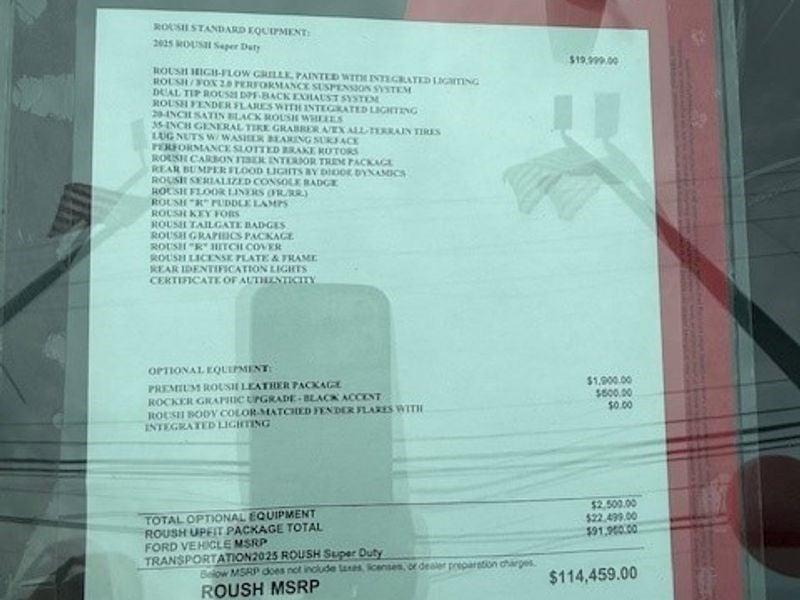 ROUSH STANDARD EQUIPMENT:
2025 ROUSH Super Duty
$19,999.00
ROUSH HIGH-FLOW GRILLE, PAINTED WITH INTEGRATED LIGHTING
ROUSH / FOX 2.0 PERFORMANCE SUSPENSION SYSTEM
DUAL TIP ROUSH DPF-BACK EXHAUST SYSTEM
ROUSH FENDER FLARES WITH INTEGRATED LIGHTING
20-INCH SATIN BLACK ROUSH WHEELS
35-INCH GENERAL TIRE GRABBER A/TX ALL-TERRAIN TIRES
LUG NUTS W/ WASHER BEARING SURFACE
PERFORMANCE SLOTTED BRAKE ROTORS
ROUSH CARBON FIBER INTERIOR TRIM PACKAGE
REAR BUMPER FLOOD LIGHTS BY DIODE DYNAMICS
ROUSH SERIALIZED CONSOLE BADGE
ROUSH FLOOR LINERS (FR./RR.)
ROUSH "R" PUDDLE LAMPS
ROUSH KEY FOBS
ROUSH TAILGATE BADGES
ROUSH GRAPHICS PACKAGE
ROUSH "R" HITCH COVER
ROUSH LICENSE PLATE & FRAME
REAR IDENTIFICATION LIGHTS
CERTIFICATE OF AUTHENTICITY
OPTIONAL EQUIPMENT:
PREMIUM ROUSH LEATHER PACKAGE $1,900.00
ROCKER GRAPHIC UPGRADE - BLACK ACCENT $600.00
ROUSH BODY COLOR-MATCHED FENDER FLARES WITH $0.00
INTEGRATED LIGHTING
TOTAL OPTIONAL EQUIPMENT $2,500.00
ROUSH UPFIT PACKAGE TOTAL $22,499.00
FORD VEHICLE MSRP $91,960.00
TRANSPORTATION2025 ROUSH Super Duty
Below MSRP does not include taxes, licenses, or dealer preparation charges.
ROUSH MSRP $114,459.00